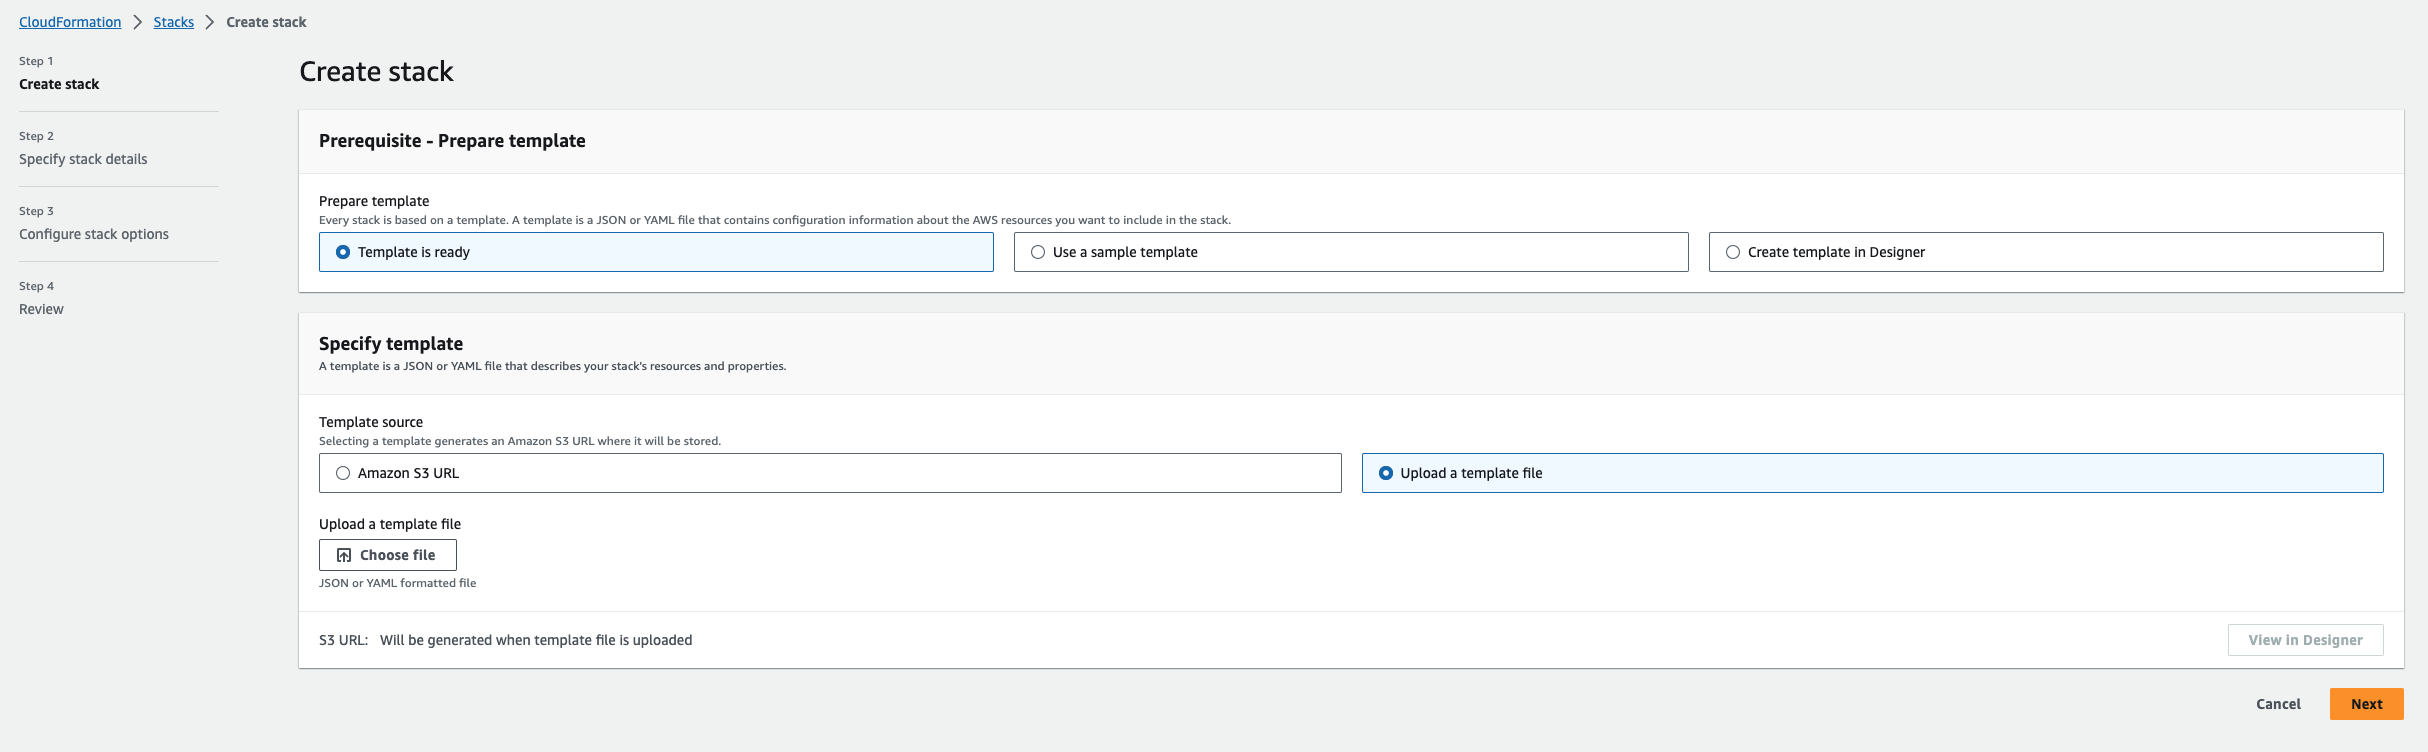 CloudFormation > Stacks > Create stack
Step 1
Create stack
Step 2
Specify stack details
Step 3
Configure stack options
Step 4
Review
Create stack
Prerequisite - Prepare template
Prepare template
Every stack is based on a template. A template is a JSON or YAML file that contains configuration information about the AWS resources you want to include in the stack.
Template is ready
Use a sample template
Create template in Designer
Specify template
A template is a JSON or YAML file that describes your stack's resources and properties.
Template source
Selecting a template generates an Amazon S3 URL where it will be stored.
Amazon S3 URL
Upload a template file
Upload a template file
Choose file
JSON or YAML formatted file
S3 URL: Will be generated when template file is uploaded
View in Designer
Cancel
Next